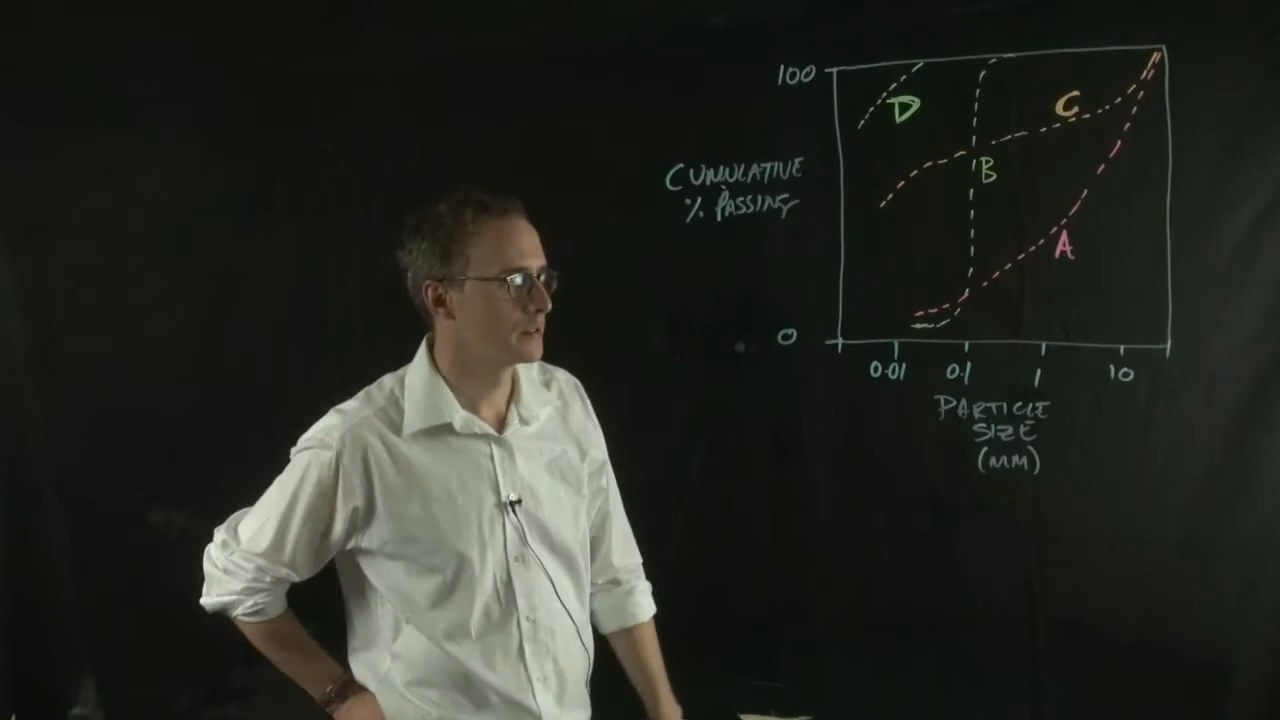 100
D
C
CUMULATIVE
% PASSING
B
A
0
0.01 0.1 1 10
PARTICLE
SIZE
(MM)